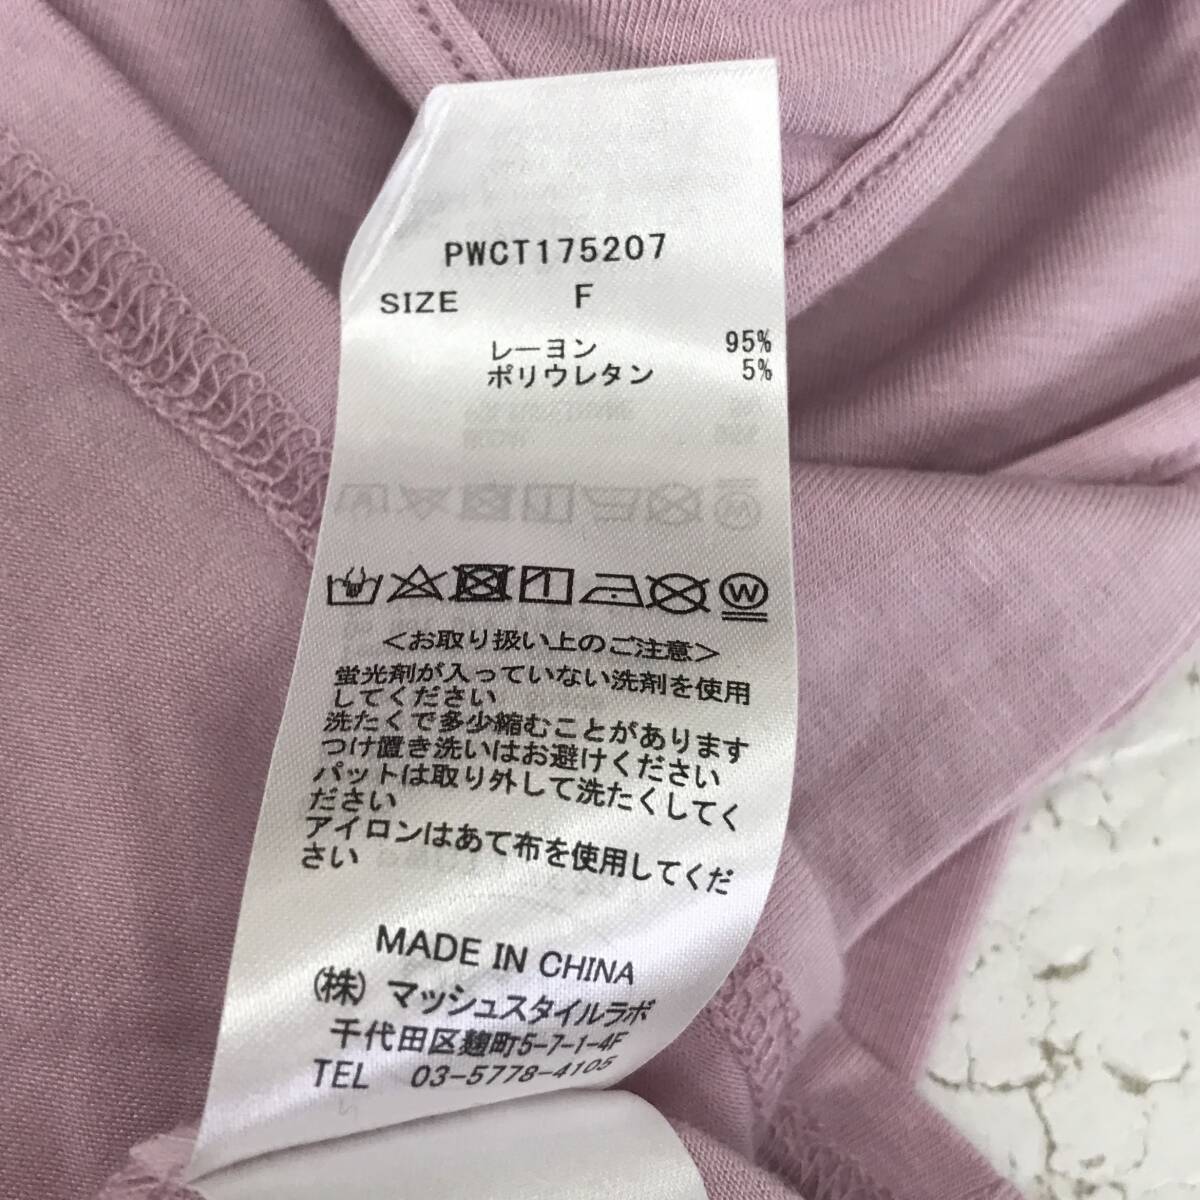 PWCT175207
SIZE F
レーヨン 95%
ポリウレタン 5%
W
<お取り扱い上のご注意>
蛍光剤が入っていない洗剤を使用
してください
洗たくで多少縮むことがあります
つけ置き洗いはお避けください
パットは取り外して洗たくしてく
ださい
アイロンはあて布を使用してくだ
さい
MADE IN CHINA
(株) マッシュスタイルラボ
千代田区麹町5-7-1-4F
TEL 03-5778-4105